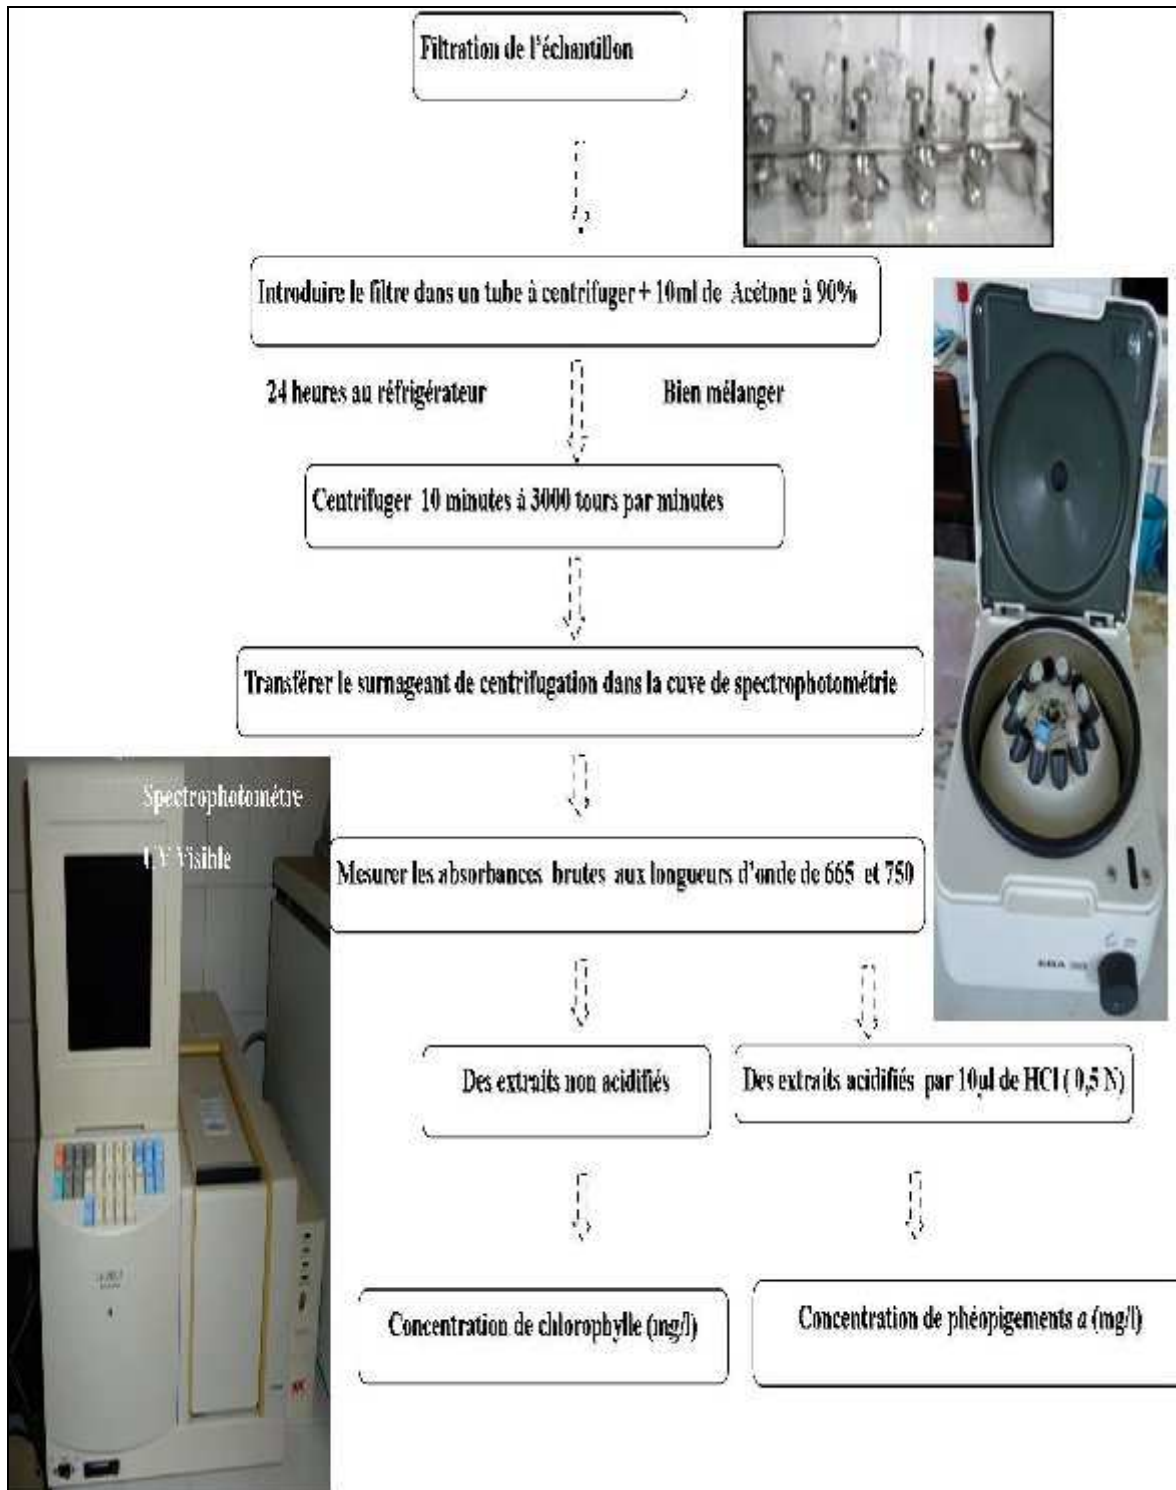 Filtration de l'échantillon
Introduire le filtre dans un tube à centrifuger + 10ml de Acétone à 90%
24 heures au réfrigérateur
Bien mélanger
Centrifuger 10 minutes à 3000 tours par minutes
Transférer le surnageant de centrifugation dans la cuve de spectrophotométrie
Spectrophotomètre
UV Visible
Mesurer les absorbances brutes aux longueurs d'onde de 665 et 750
Des extraits non acidifiés
Des extraits acidifiés par 10µl de HCl ( 0,5 N)
Concentration de chlorophylle (mg/l)
Concentration de phéopigements a (mg/l)